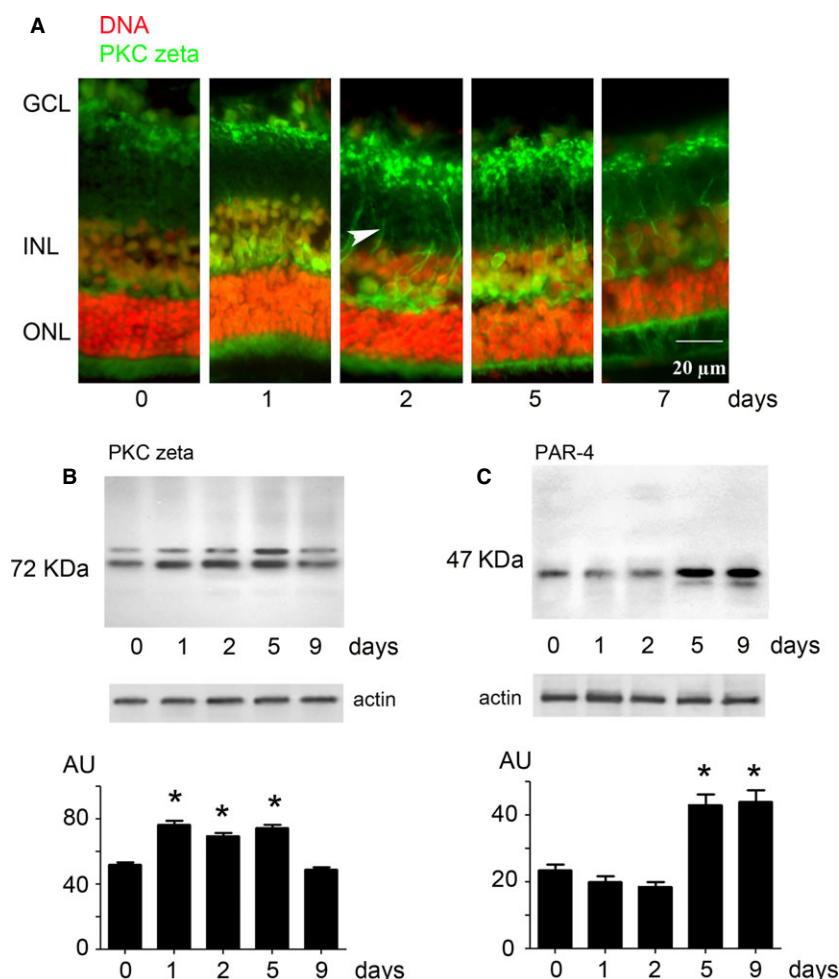 A
DNA
PKC zeta
GCL
INL
ONL
20 µm
0 1 2 5 7 days
B
PKC zeta
72 KDa
0 1 2 5 9 days
actin
AU
*
*
*
80
40
0
0 1 2 5 9 days
C
PAR-4
47 KDa
0 1 2 5 9 days
actin
AU
*
*
40
20
0
0 1 2 5 9 days